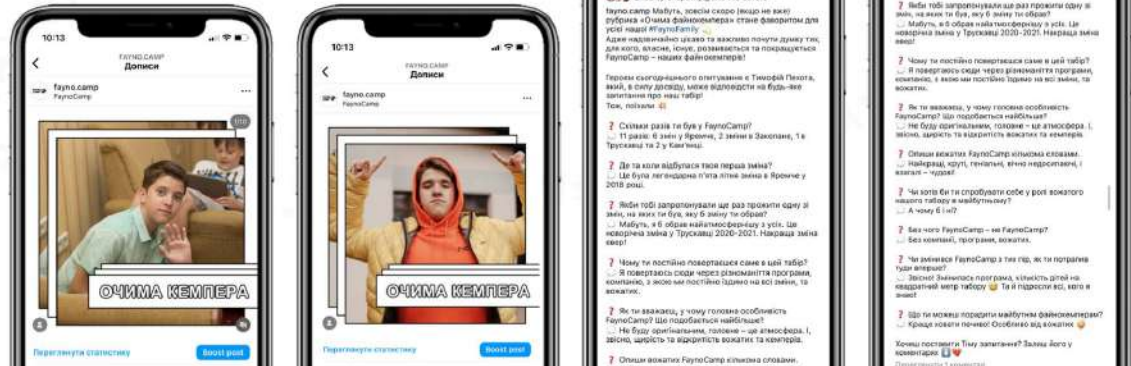 10:13
FAYNO.CAMP
Дописи
fayno.camp
FaynoCamp
1/10
ОЧИМА КЕМПЕРА
Переглянути статистику
Boost post
10:13
FAYNO.CAMP
Дописи
fayno.camp
FaynoCamp
ОЧИМА КЕМПЕРА
Переглянути статистику
Boost post
fayno.camp Мабуть, зовсім скоро (якщо не вже)
рубрика «Очима файнокемпера» стане фаворитом для
усієї нашої #FaynoFamily
Адже надзвичайно цікаво та важливо почути думку тих,
для кого, власне, існує, розвивається та покращується
FaynoCamp – наших файнокемперів!
Героєм сьогоднішнього опитування є Тимофій Пехота,
який, в силу досвіду, може відповісти на будь-яке
запитання про наш табір!
Тож, поїхали
❓ Скільки разів ти був у FaynoCamp?
11 разів: 6 змін у Яремче, 2 зміни в Закопане, 1 в
Трускавці та 2 у Кам'янці.
❓ Де та коли відбулася твоя перша зміна?
Це була легендарна п'ята літня зміна в Яремче у
2018 році.
❓ Якби тобі запропонували ще раз прожити одну зі
змін, на яких ти був, яку б зміну ти обрав?
Мабуть, я б обрав найатмосфернішу з усіх. Це
новорічна зміна у Трускавці 2020-2021. Найкраща зміна
евер!
❓ Чому ти постійно повертаєшся саме в цей табір?
Я повертаюсь сюди через різноманіття програми,
компанію, з якою ми постійно їздимо на всі зміни, та
вожатих.
❓ Як ти вважаєш, у чому головна особливість
FaynoCamp? Що подобається найбільше?
Не буду оригінальним, головне – це атмосфера. І,
звісно, щирість та відкритість вожатих та кемперів.
❓ Опиши вожатих FaynoCamp кількома словами.
❓ Якби тобі запропонували ще раз прожити одну зі
змін, на яких ти був, яку б зміну ти обрав?
Мабуть, я б обрав найатмосфернішу з усіх. Це
новорічна зміна у Трускавці 2020-2021. Найкраща зміна
евер!
❓ Чому ти постійно повертаєшся саме в цей табір?
Я повертаюсь сюди через різноманіття програми,
компанію, з якою ми постійно їздимо на всі зміни, та
вожатих.
❓ Як ти вважаєш, у чому головна особливість
FaynoCamp? Що подобається найбільше?
Не буду оригінальним, головне – це атмосфера. І,
звісно, щирість та відкритість вожатих та кемперів.
❓ Опиши вожатих FaynoCamp кількома словами.
Найкращі, круті, геніальні, вічно недоспані, і
взагалі – чудові!
❓ Чи хотів би ти спробувати себе у ролі вожатого
нашого табору в майбутньому?
А чому б і ні?
❓ Без чого FaynoCamp – не FaynoCamp?
Без компанії, програми, вожатих.
❓ Чи змінився FaynoCamp з тих пір, як ти потрапив
туди вперше?
Звісно! Змінилась програма, кількість дітей на
квадратний метр табору 😅 Та й підросли всі, кого я
знаю!
❓ Що ти можеш порадити майбутнім файнокемперам?
Краще ховати печиво! Особливо від вожатих
Хочеш поставити Тіму запитання? Залиш його у
коментарях ⬇️❤️